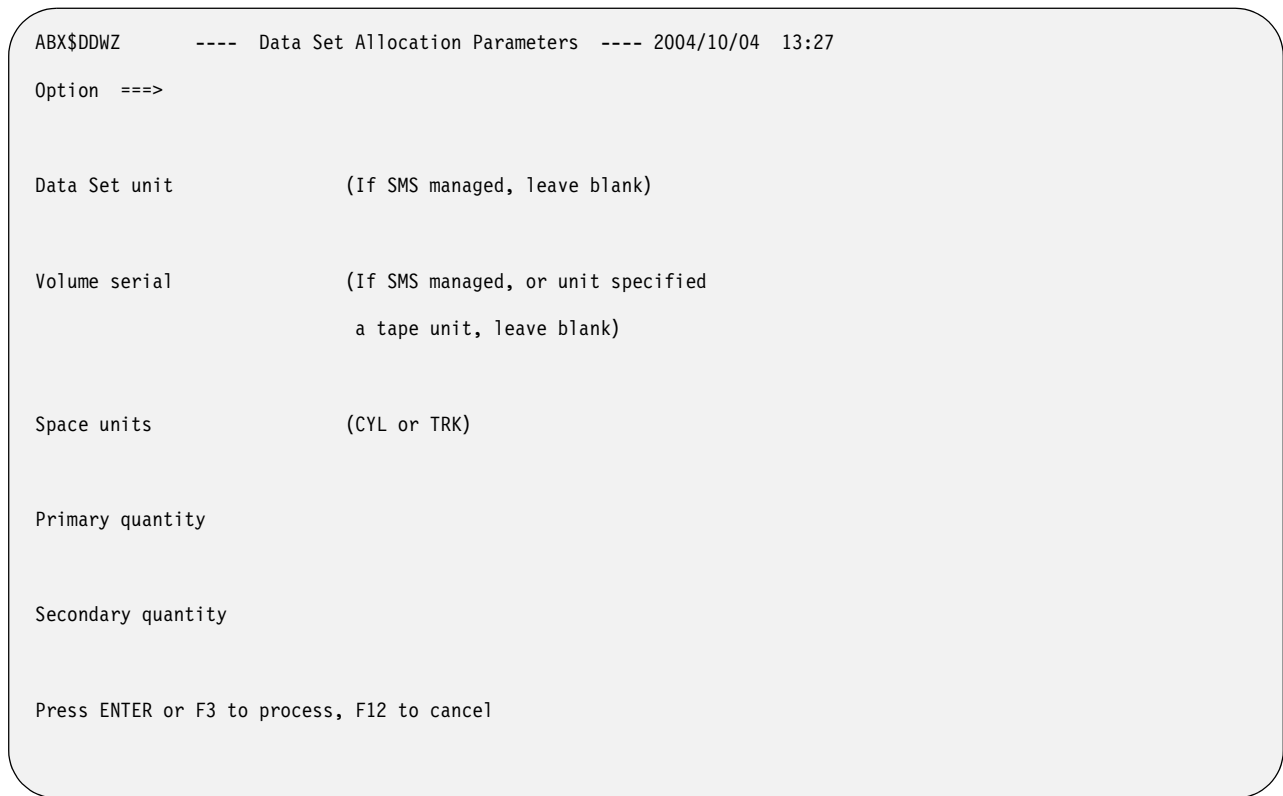 ABX$DDWZ ---- Data Set Allocation Parameters ---- 2004/10/04 13:27
Option ===>
Data Set unit (If SMS managed, leave blank)
Volume serial (If SMS managed, or unit specified
a tape unit, leave blank)
Space units (CYL or TRK)
Primary quantity
Secondary quantity
Press ENTER or F3 to process, F12 to cancel